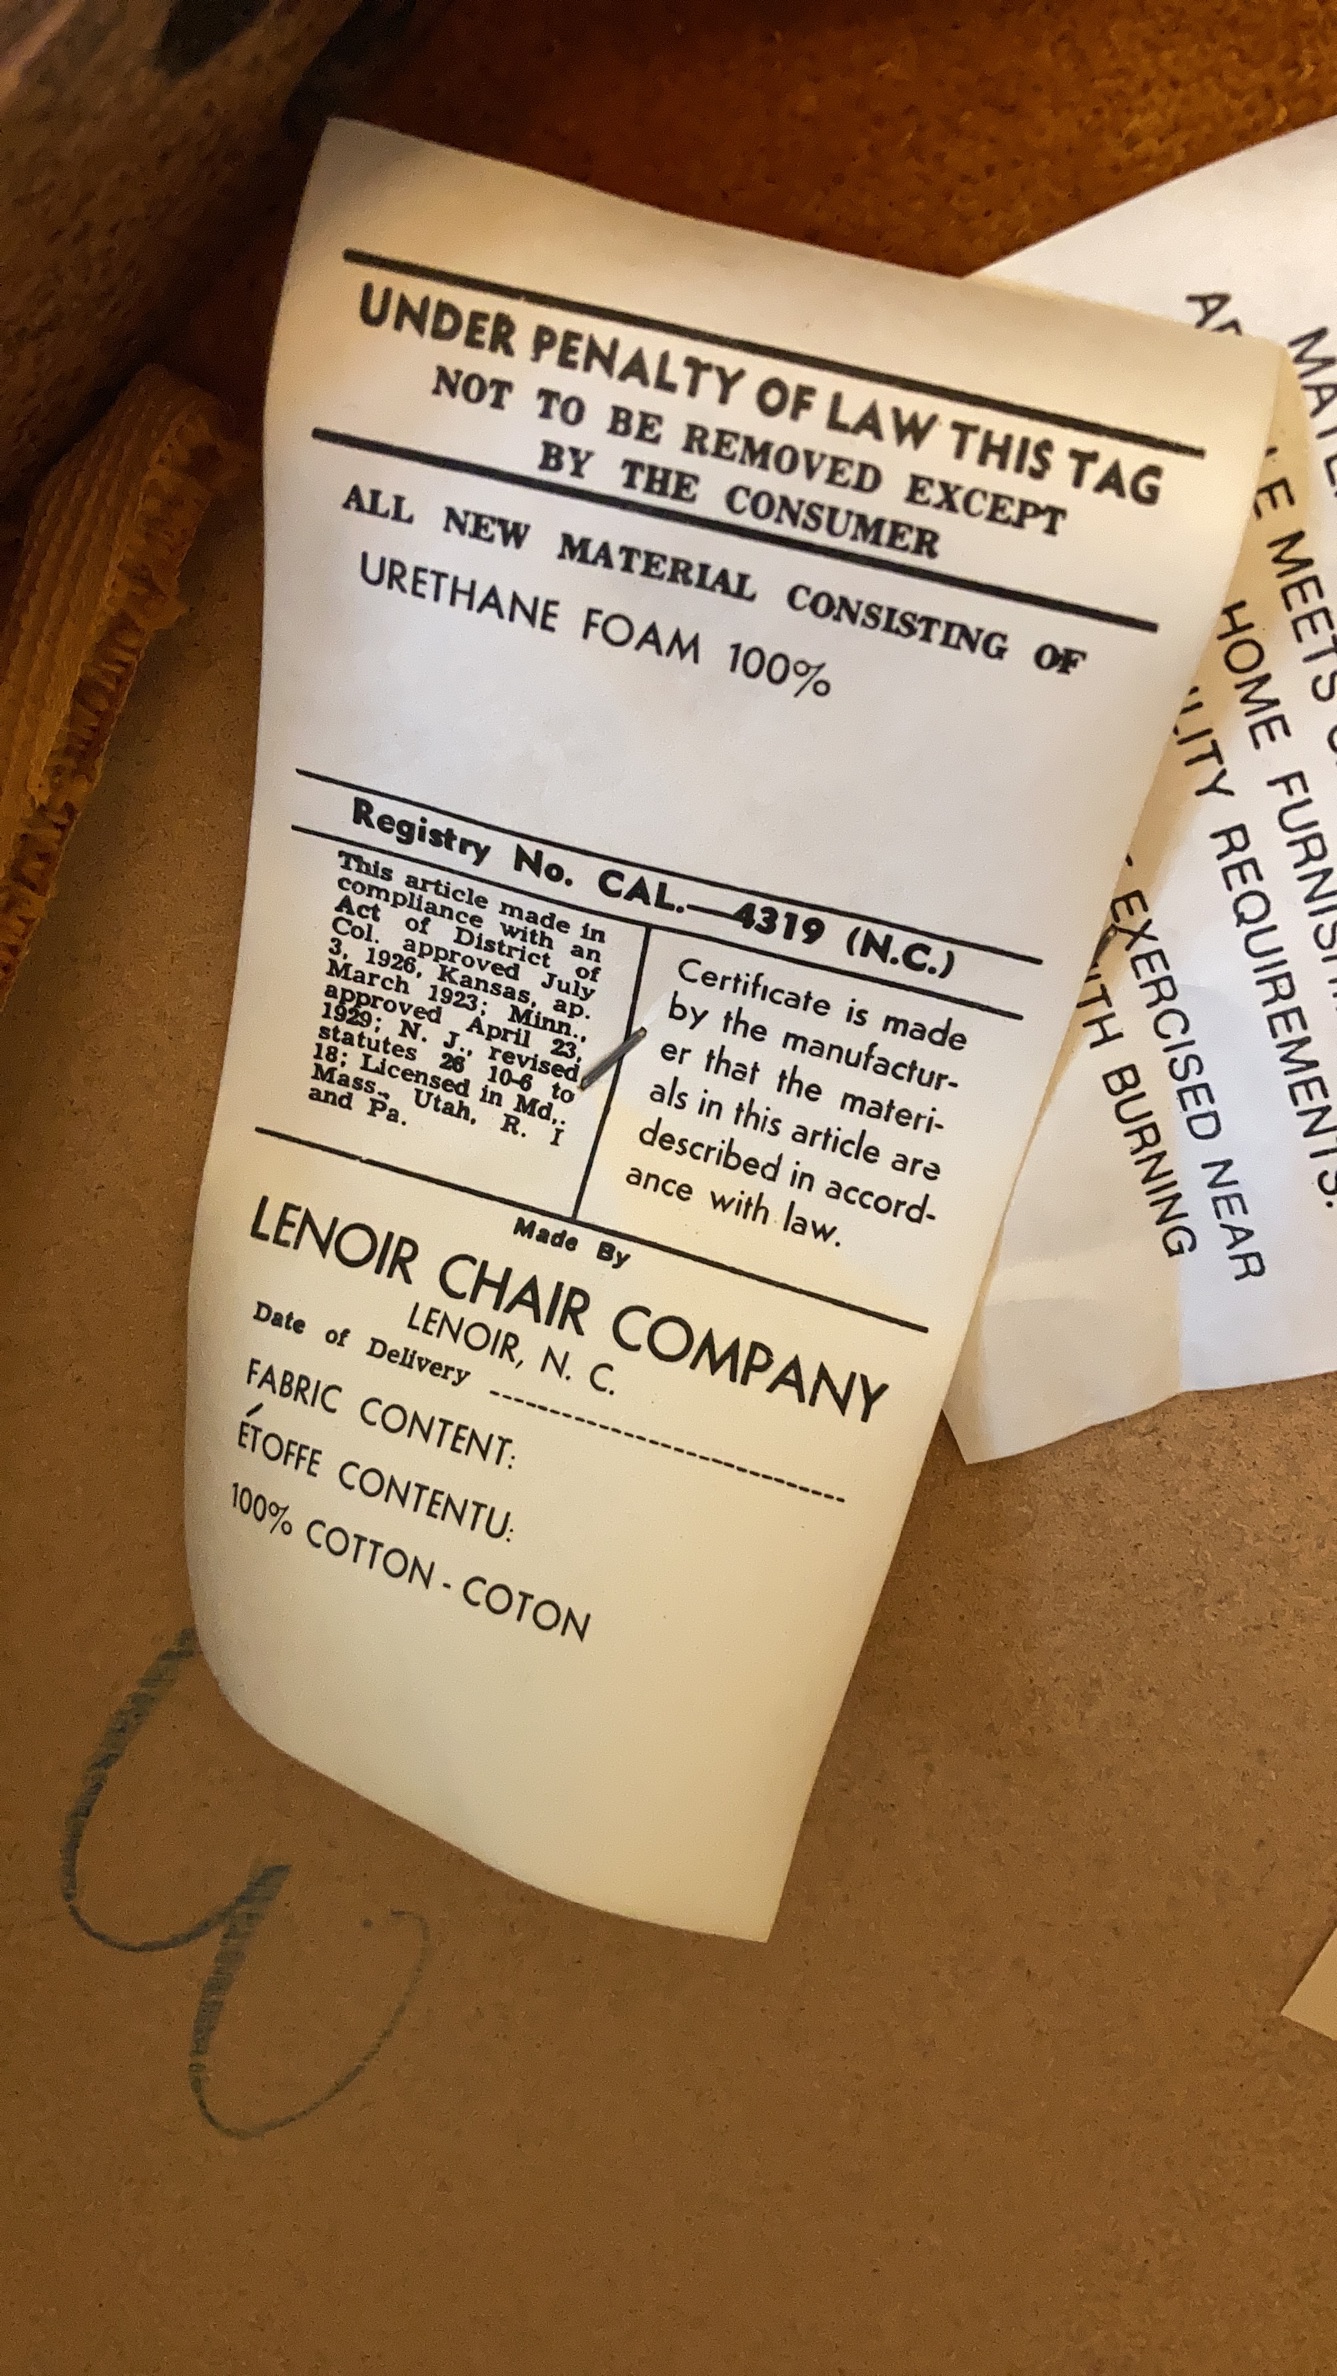 UNDER PENALTY OF LAW THIS TAG
NOT TO BE REMOVED EXCEPT
BY THE CONSUMER
ALL NEW MATERIAL CONSISTING OF
URETHANE FOAM 100%
Registry No. CAL.—4319 (N.C.)
This article made in
compliance with an
Act of District of
Col. approved July
3, 1926, Kansas, ap.
March 1923; Minn.,
approved April 23,
1929; N. J., revised
statutes 26 10-6 to
18; Licensed in Md.,
Mass., Utah, R. I
and Pa.
Certificate is made
by the manufactur-
er that the materi-
als in this article are
described in accord-
ance with law.
Made By
LENOIR CHAIR COMPANY
LENOIR, N. C.
Date of Delivery
FABRIC CONTENT:
ÉTOFFE CONTENTU:
100% COTTON - COTON
MEETS
HOME
REQUIREMENTS.
EXERCISED NEAR
BURNING